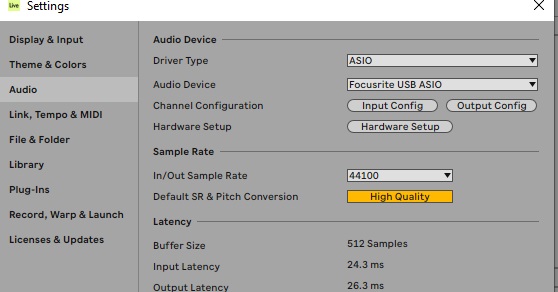 Live Settings
Display & Input
Theme & Colors
Audio
Link, Tempo & MIDI
File & Folder
Library
Plug-Ins
Record, Warp & Launch
Licenses & Updates
Audio Device
Driver Type ASIO
Audio Device Focusrite USB ASIO
Channel Configuration Input Config Output Config
Hardware Setup Hardware Setup
Sample Rate
In/Out Sample Rate 44100
Default SR & Pitch Conversion High Quality
Latency
Buffer Size 512 Samples
Input Latency 24.3 ms
Output Latency 26.3 ms